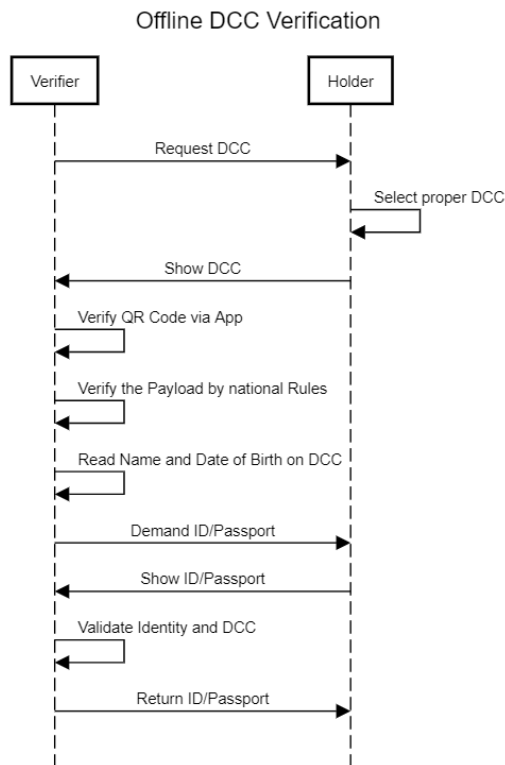 Offline DCC Verification
Verifier
Holder
Request DCC
Select proper DCC
Show DCC
Verify QR Code via App
Verify the Payload by national Rules
Read Name and Date of Birth on DCC
Demand ID/Passport
Show ID/Passport
Validate Identity and DCC
Return ID/Passport